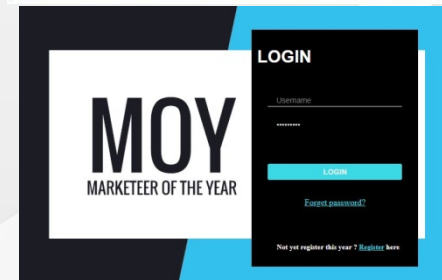 MOY
MARKETEER OF THE YEAR
LOGIN
Username
•••••••••
LOGIN
Forget password?
Not yet register this year ? Register here